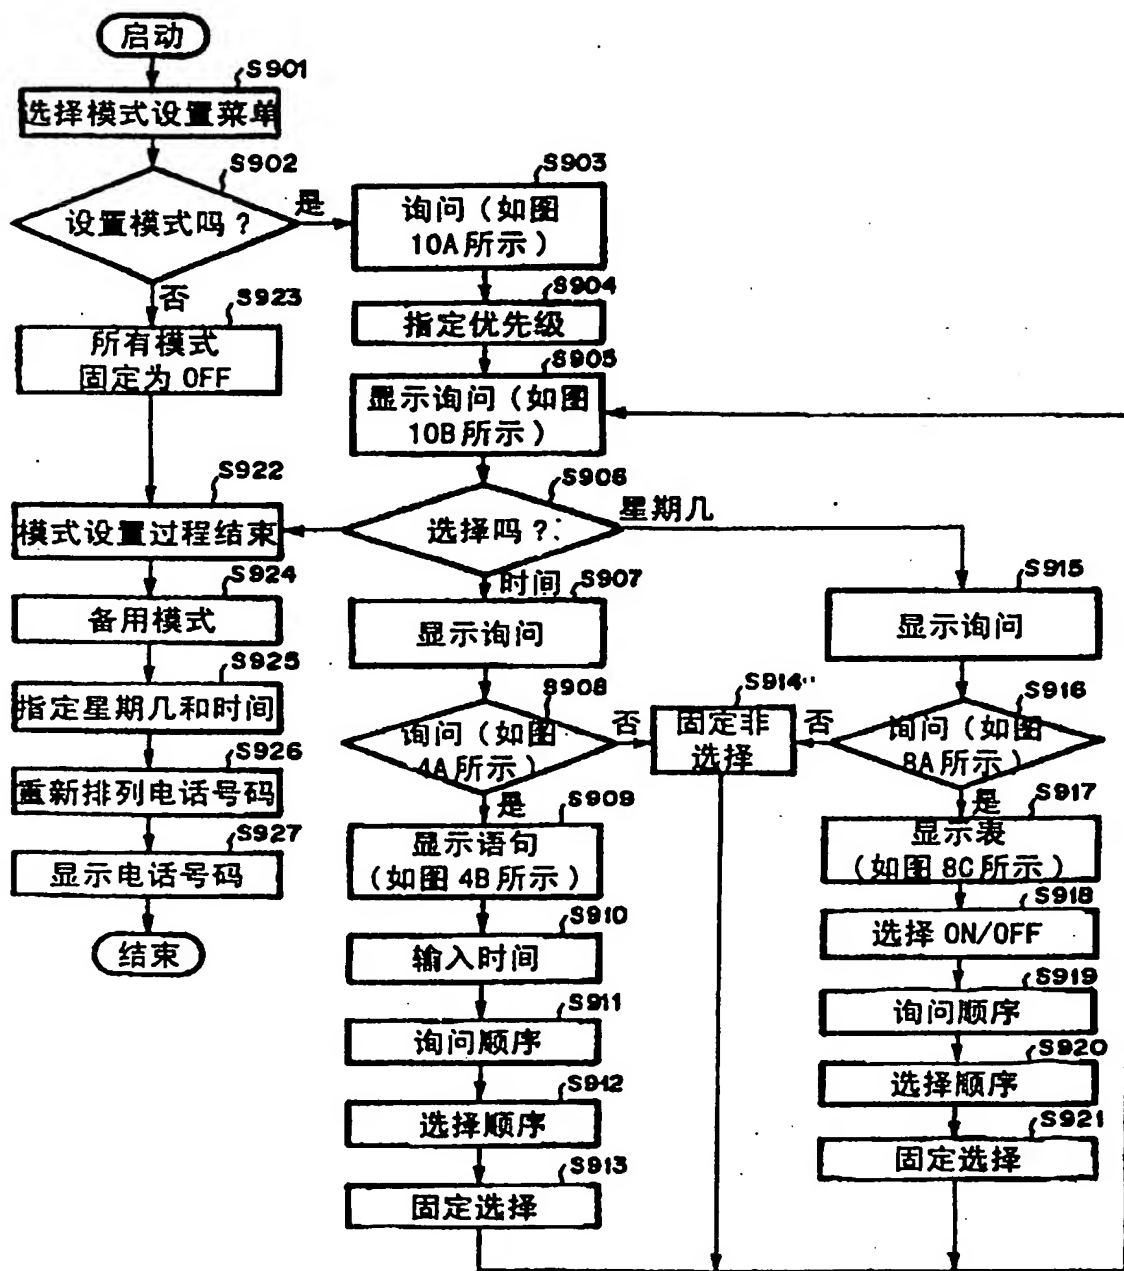 启动
S901
选择模式设置菜单
S902
设置模式吗？
是
否
S903
询问（如图
10A所示）
S904
指定优先级
S905
显示询问（如图
10B所示）
S923
所有模式
固定为OFF
S922
模式设置过程结束
S906
选择吗？
星期几
时间
S924
备用模式
S925
指定星期几和时间
S926
重新排列电话号码
S927
显示电话号码
结束
S907
显示询问
S908
询问（如图
4A所示）
否
是
S914
固定非
选择
S909
显示语句
（如图4B所示）
S910
输入时间
S911
询问顺序
S912
选择顺序
S913
固定选择
S915
显示询问
S916
询问（如图
8A所示）
否
是
S917
显示表
（如图8C所示）
S918
选择ON/OFF
S919
询问顺序
S920
选择顺序
S921
固定选择